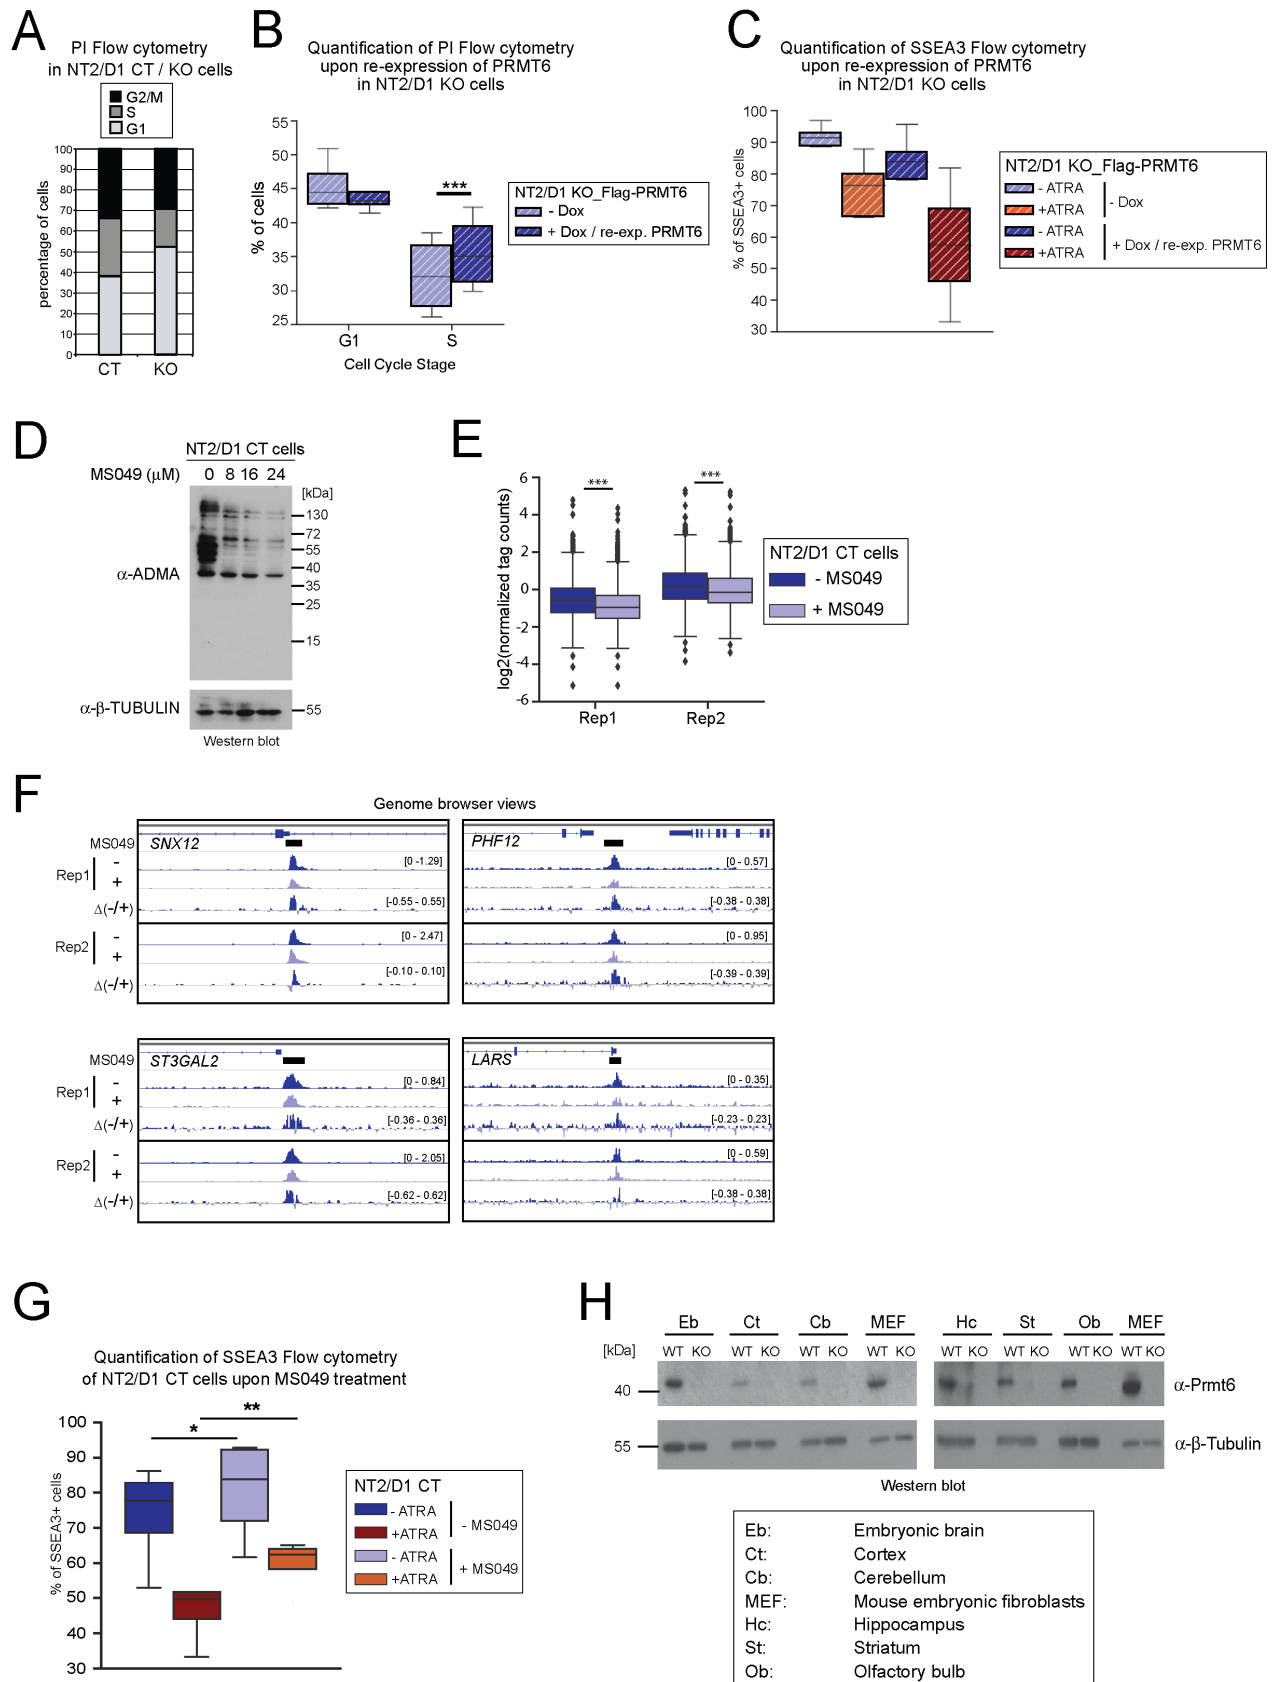 A
PI Flow cytometry
in NT2/D1 CT / KO cells
G2/M
S
G1
percentage of cells
100
90
80
70
60
50
40
30
20
10
0
CT KO
B
Quantification of PI Flow cytometry
upon re-expression of PRMT6
in NT2/D1 KO cells
% of cells
55
50
45
40
35
30
25
***
G1 S
Cell Cycle Stage
NT2/D1 KO_Flag-PRMT6
- Dox
+ Dox / re-exp. PRMT6
C
Quantification of SSEA3 Flow cytometry
upon re-expression of PRMT6
in NT2/D1 KO cells
% of SSEA3+ cells
100
90
80
70
60
50
40
30
NT2/D1 KO_Flag-PRMT6
- ATRA
+ATRA
- Dox
- ATRA
+ATRA
+ Dox / re-exp. PRMT6
D
NT2/D1 CT cells
MS049 (μM) 0 8 16 24
[kDa]
130
72
55
40
35
25
15
α-ADMA
α-β-TUBULIN
55
Western blot
E
log2(normalized tag counts)
6
4
2
0
-2
-4
-6
*** ***
Rep1 Rep2
NT2/D1 CT cells
- MS049
+ MS049
F
Genome browser views
MS049
SNX12
Rep1
-
+
Δ(-/+)
[0 -1.29]
[-0.55 - 0.55]
Rep2
-
+
Δ(-/+)
[0 - 2.47]
[-0.10 - 0.10]
PHF12
[0 - 0.57]
[-0.38 - 0.38]
[0 - 0.95]
[-0.39 - 0.39]
MS049
ST3GAL2
Rep1
-
+
Δ(-/+)
[0 - 0.84]
[-0.36 - 0.36]
Rep2
-
+
Δ(-/+)
[0 - 2.05]
[-0.62 - 0.62]
LARS
[0 - 0.35]
[-0.23 - 0.23]
[0 - 0.59]
[-0.38 - 0.38]
G
Quantification of SSEA3 Flow cytometry
of NT2/D1 CT cells upon MS049 treatment
% of SSEA3+ cells
100
90
80
70
60
50
40
30
*
**
NT2/D1 CT
- ATRA
+ATRA
- MS049
- ATRA
+ATRA
+ MS049
H
Eb Ct Cb MEF Hc St Ob MEF
[kDa] WT KO WT KO WT KO WT KO WT KO WT KO WT KO WT KO
40
α-Prmt6
55
α-β-Tubulin
Western blot
Eb: Embryonic brain
Ct: Cortex
Cb: Cerebellum
MEF: Mouse embryonic fibroblasts
Hc: Hippocampus
St: Striatum
Ob: Olfactory bulb